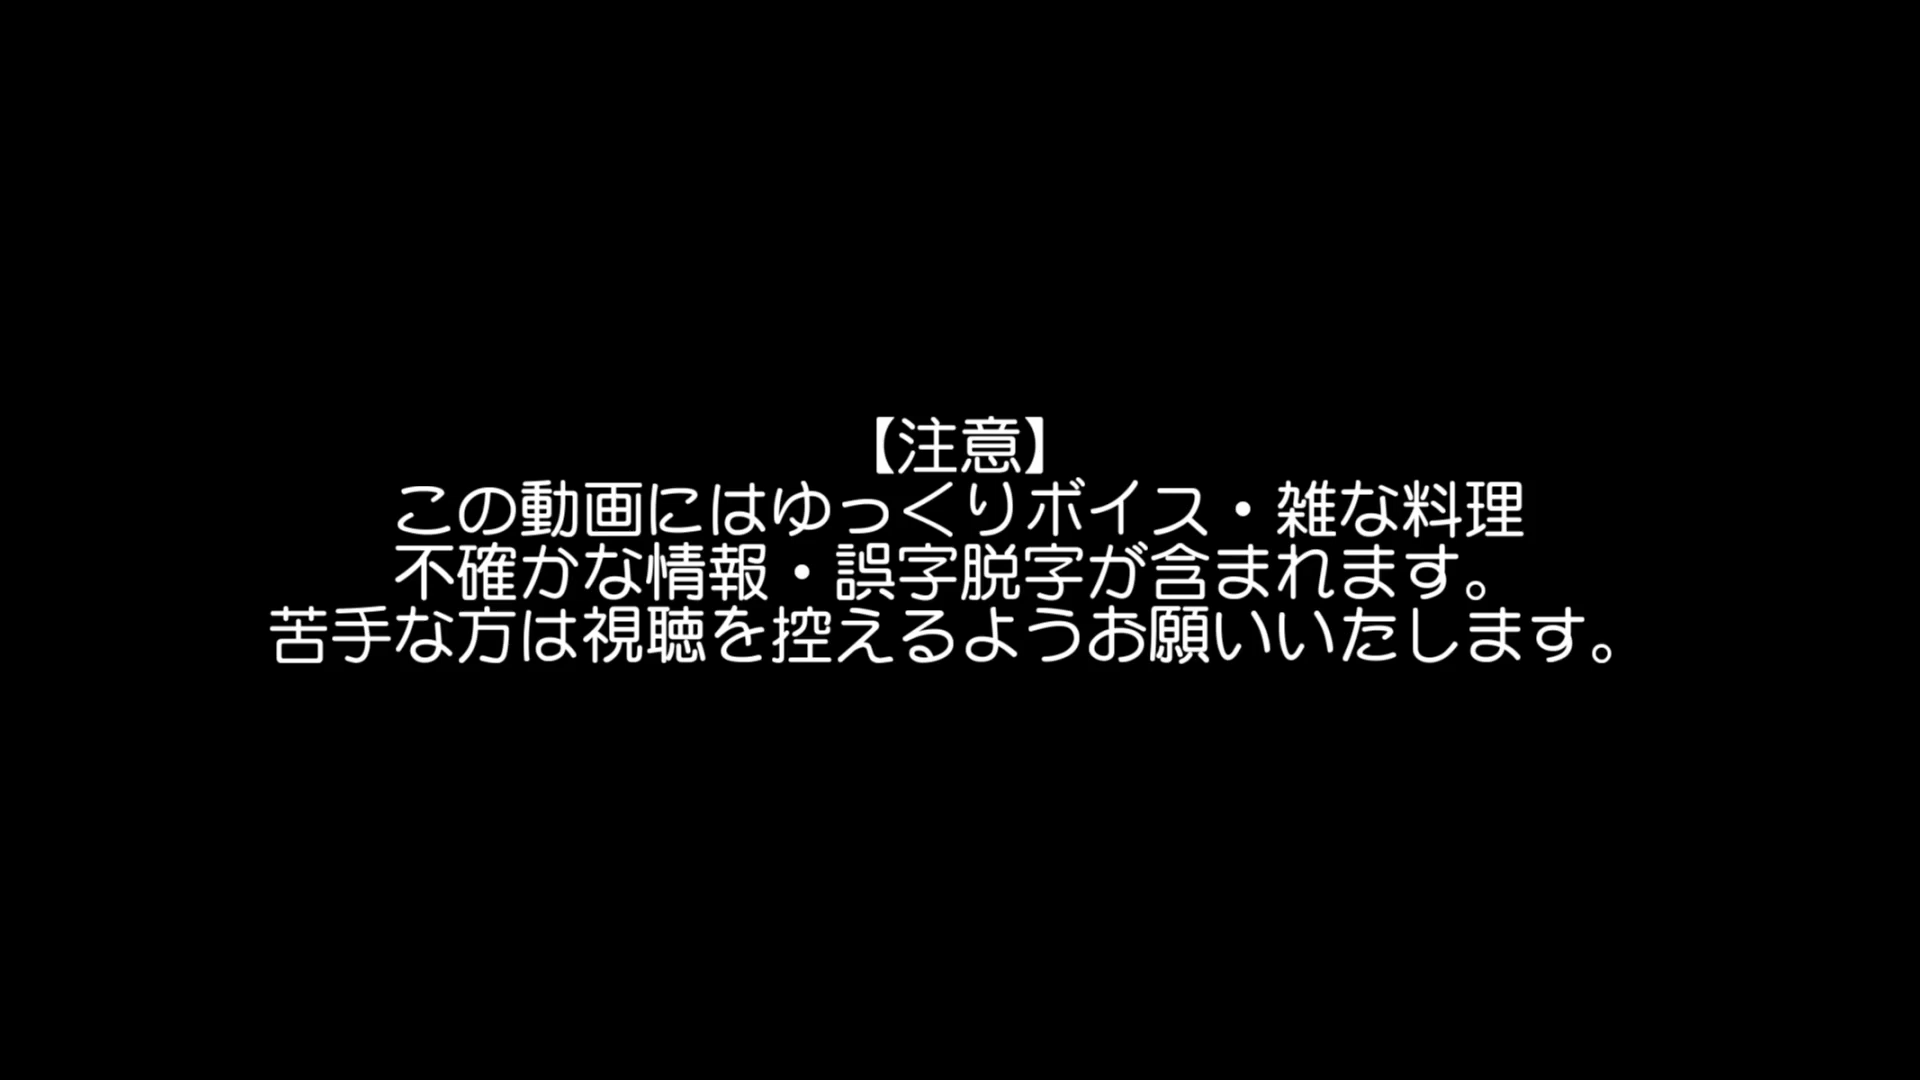 【注意】
この動画にはゆっくりボイス・雑な料理
不確かな情報・誤字脱字が含まれます。
苦手な方は視聴を控えるようお願いいたします。